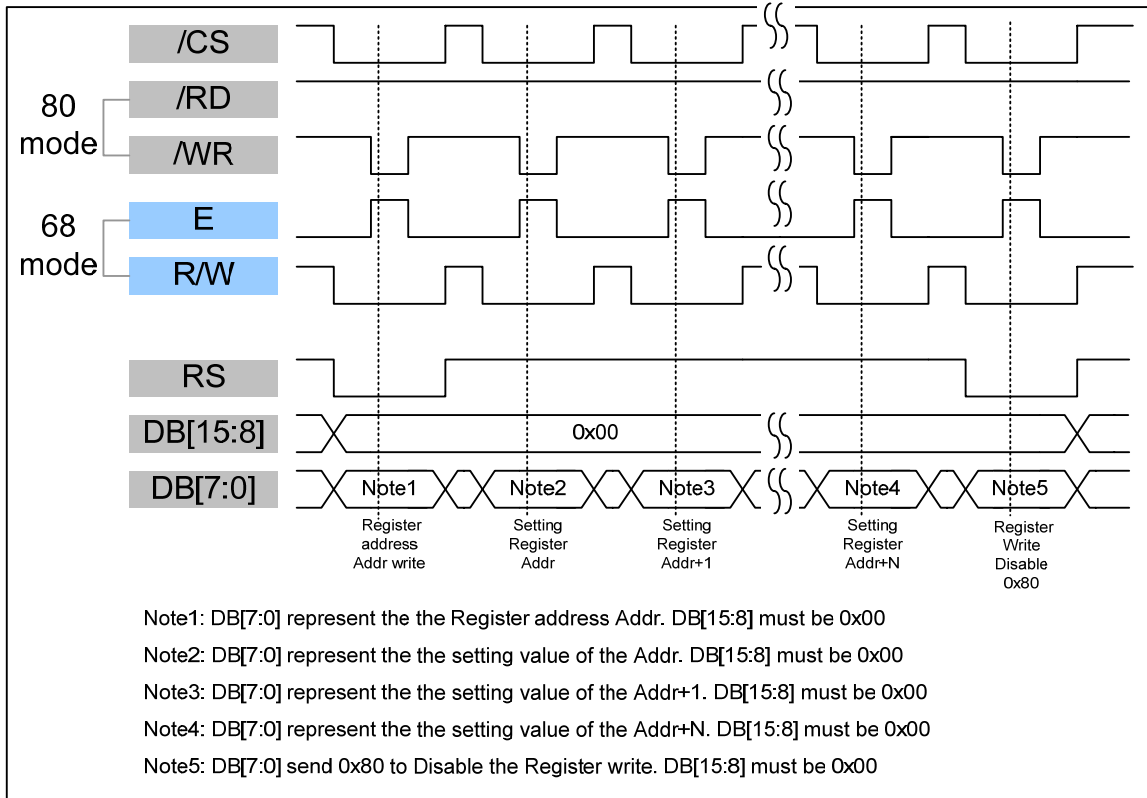 /CS
80
mode
/RD
/WR
68
mode
E
R/W
RS
DB[15:8]
0x00
DB[7:0]
Note1
Note2
Note3
Note4
Note5
Register
address
Addr write
Setting
Register
Addr
Setting
Register
Addr+1
Setting
Register
Addr+N
Register
Write
Disable
0x80
Note1: DB[7:0] represent the the Register address Addr. DB[15:8] must be 0x00
Note2: DB[7:0] represent the the setting value of the Addr. DB[15:8] must be 0x00
Note3: DB[7:0] represent the the setting value of the Addr+1. DB[15:8] must be 0x00
Note4: DB[7:0] represent the the setting value of the Addr+N. DB[15:8] must be 0x00
Note5: DB[7:0] send 0x80 to Disable the Register write. DB[15:8] must be 0x00